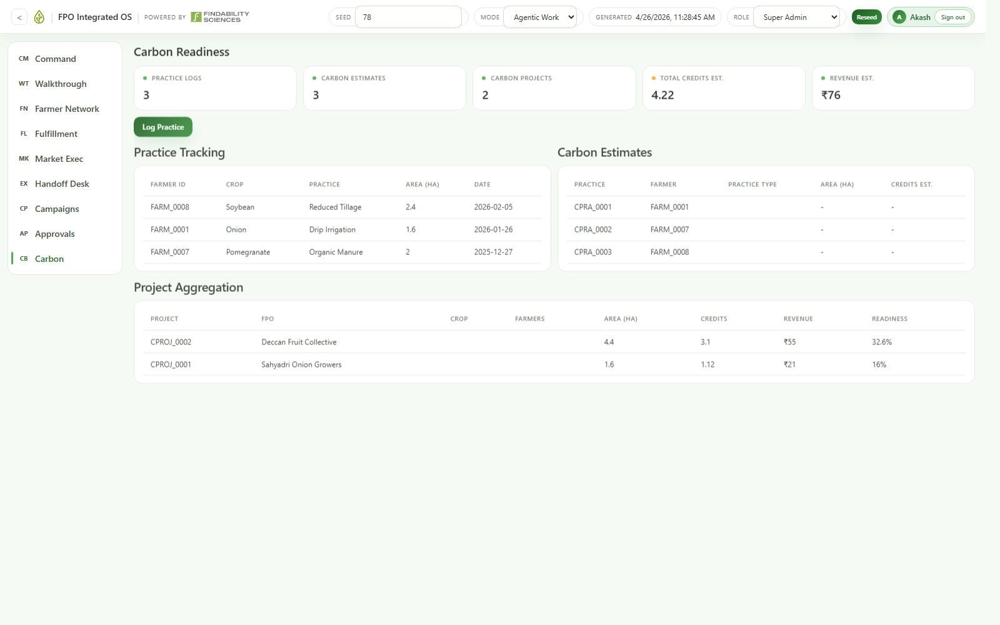 <
FPO Integrated OS
POWERED BY
FINDABILITY
SCIENCES
SEED 78
MODE Agentic Work
GENERATED 4/26/2026, 11:28:45 AM
ROLE Super Admin
Reseed
A Akash Sign out
CM Command
WT Walkthrough
FN Farmer Network
FL Fulfillment
MK Market Exec
EX Handoff Desk
CP Campaigns
AP Approvals
CB Carbon
Carbon Readiness
PRACTICE LOGS
3
CARBON ESTIMATES
3
CARBON PROJECTS
2
TOTAL CREDITS EST.
4.22
REVENUE EST.
₹76
Log Practice
Practice Tracking
FARMER ID CROP PRACTICE AREA (HA) DATE
FARM_0008 Soybean Reduced Tillage 2.4 2026-02-05
FARM_0001 Onion Drip Irrigation 1.6 2026-01-26
FARM_0007 Pomegranate Organic Manure 2 2025-12-27
Carbon Estimates
PRACTICE FARMER PRACTICE TYPE AREA (HA) CREDITS EST.
CPRA_0001 FARM_0001 - -
CPRA_0002 FARM_0007 - -
CPRA_0003 FARM_0008 - -
Project Aggregation
PROJECT FPO CROP FARMERS AREA (HA) CREDITS REVENUE READINESS
CPROJ_0002 Deccan Fruit Collective 4.4 3.1 ₹55 32.6%
CPROJ_0001 Sahyadri Onion Growers 1.6 1.12 ₹21 16%